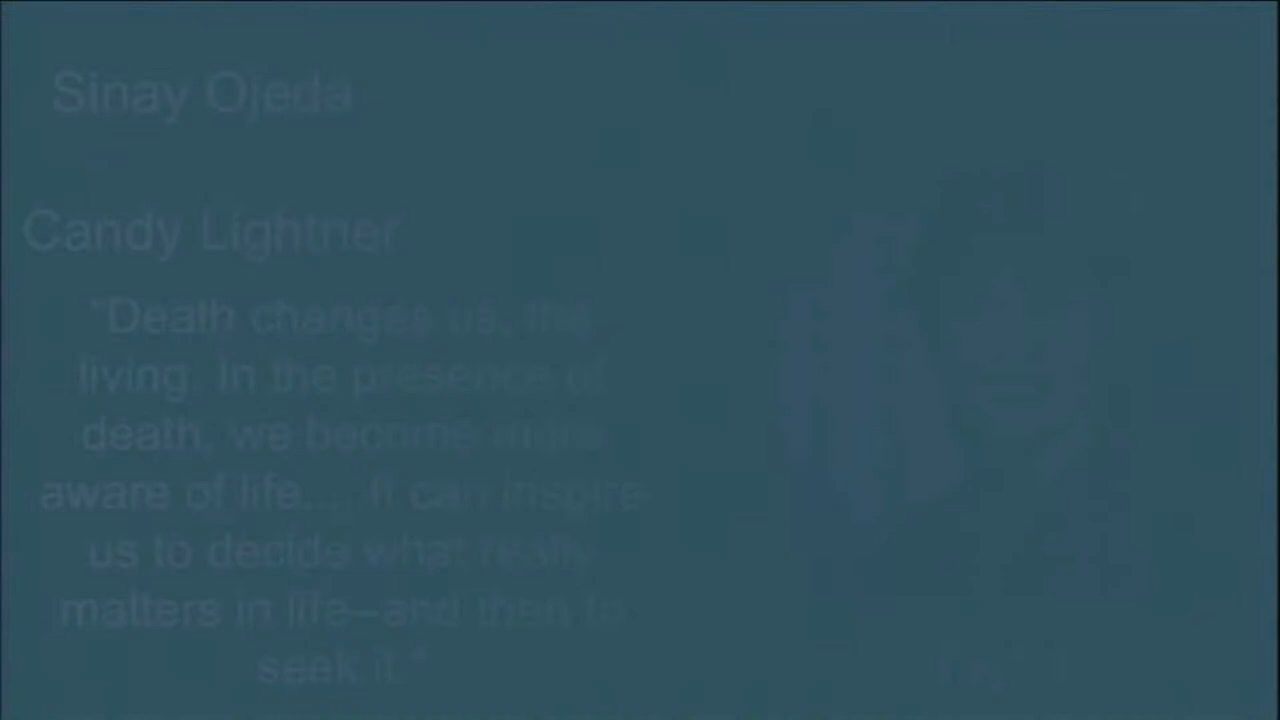 Sinay Ojeda
Candy Lightner
"Death changes us, the
living. In the presence of
death, we become more
aware of life.... It can inspire
us to decide what really
matters in life–and then to
seek it."